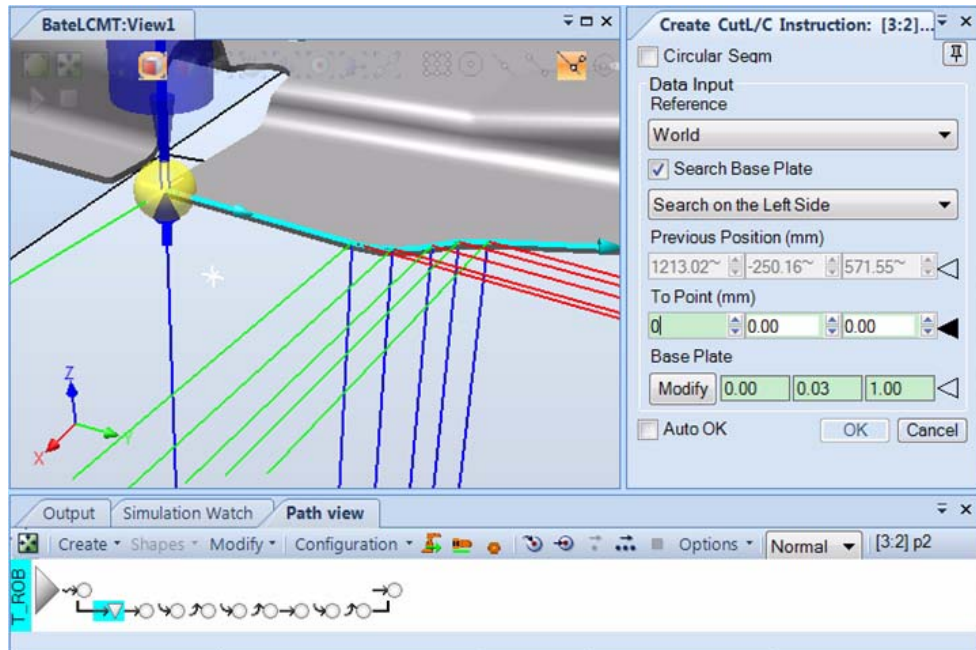 BateLCMT:View1
Z
X
Y
Create CutL/C Instruction: [3:2]...
Circular Segm
Data Input
Reference
World
Search Base Plate
Search on the Left Side
Previous Position (mm)
1213.02~ -250.16~ 571.55~
To Point (mm)
0 0.00 0.00
Base Plate
Modify 0.00 0.03 1.00
Auto OK OK Cancel
Output Simulation Watch Path view
Create Shapes Modify Configuration Options Normal [3:2] p2
T_ROB